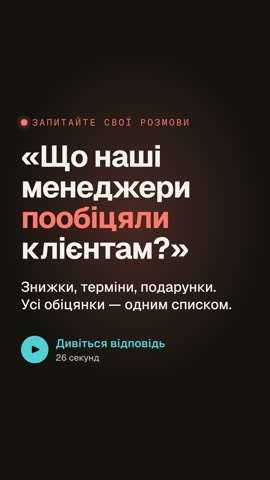 ЗАПИТАЙТЕ СВОЇ РОЗМОВИ
«Що наші
менеджери
пообіцяли
клієнтам?»
Знижки, терміни, подарунки.
Усі обіцянки — одним списком.
Дивіться відповідь
26 секунд